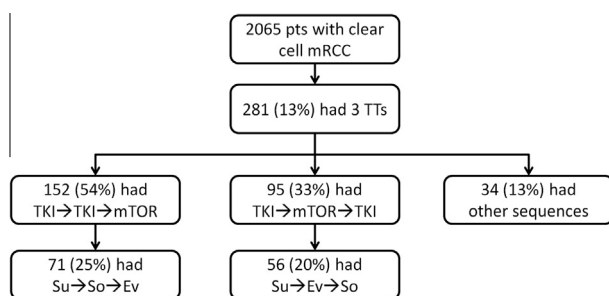 2065 pts with clear
cell mRCC
281 (13%) had 3 TTs
152 (54%) had
TKI→TKI→mTOR
95 (33%) had
TKI→mTOR→TKI
34 (13%) had
other sequences
71 (25%) had
Su→So→Ev
56 (20%) had
Su→Ev→So